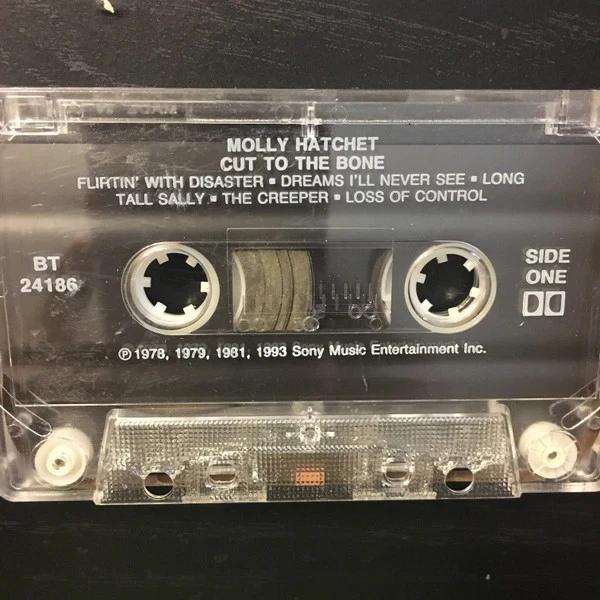 MOLLY HATCHET
CUT TO THE BONE
FLIRTIN' WITH DISASTER ▪ DREAMS I'LL NEVER SEE ▪ LONG
TALL SALLY ▪ THE CREEPER ▪ LOSS OF CONTROL
BT
24186
SIDE
ONE
℗ 1978, 1979, 1981, 1993 Sony Music Entertainment Inc.